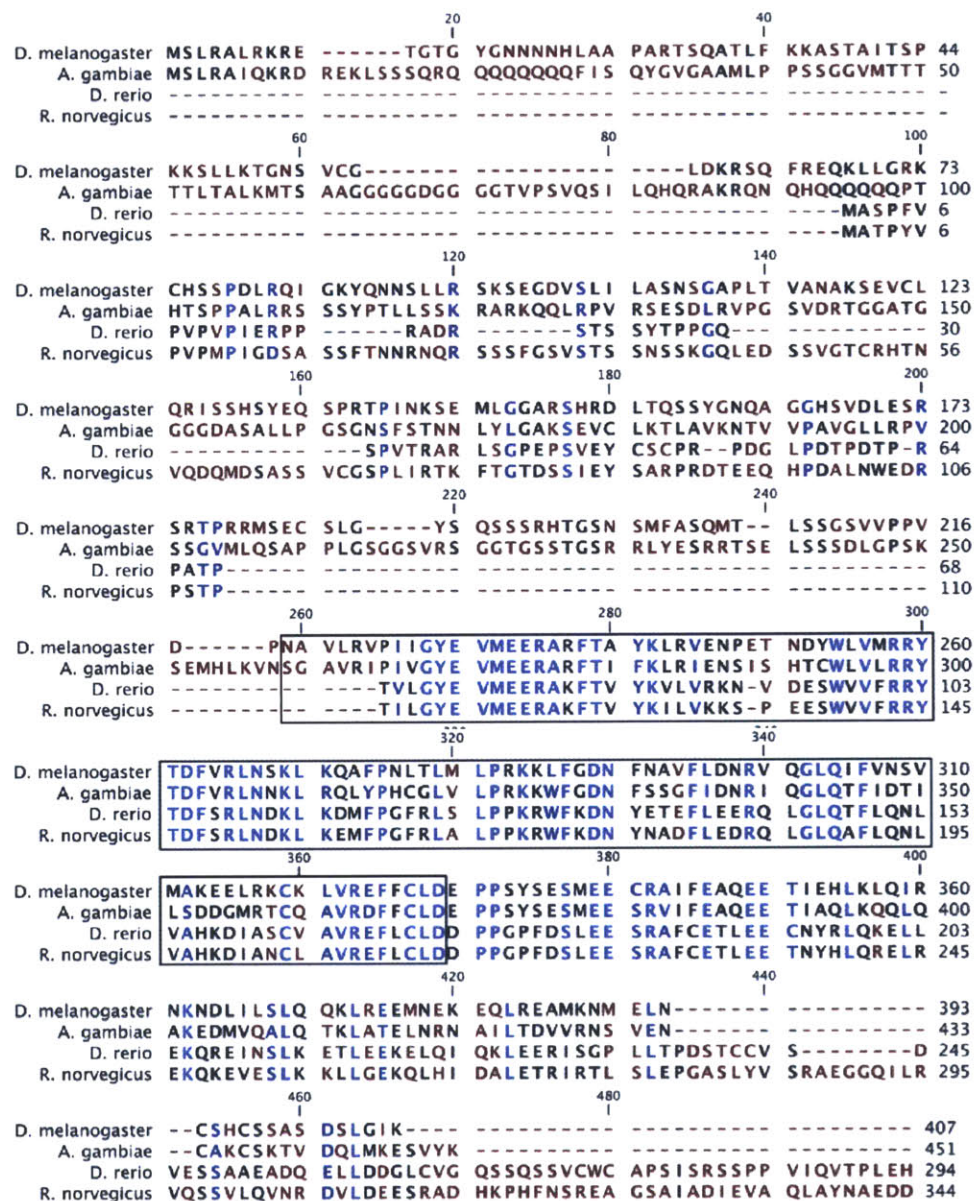 20 40
D. melanogaster MSLRALRKRE - - - - - - TGTG YGNNNNHLAA PARTSQATLF KKASTAITSP 44
A. gambiae MSLRAIQKRD REKLSSSQRQ QQQQQQQFIS QYGVGAAMLP PSSGGVMTTT 50
D. rerio - - - - - - - - - - - - - - - - - - - - - - - - - - - - - - - - - - - - - - - - - - - - - - - - - - -
R. norvegicus - - - - - - - - - - - - - - - - - - - - - - - - - - - - - - - - - - - - - - - - - - - - - - - - - - -
60 80 100
D. melanogaster KKSLLKTGNS VCG- - - - - - - - - - - - - - - - - - - - LDKRSQ FREQKLLGRK 73
A. gambiae TTLTALKMTS AAGGGGGDGG GGTVPSVQSI LQHQRAKRQN QHQQQQQQPT 100
D. rerio - - - - - - - - - - - - - - - - - - - - - - - - - - - - - - - - - - - - - - - - - - - - MASPFV 6
R. norvegicus - - - - - - - - - - - - - - - - - - - - - - - - - - - - - - - - - - - - - - - - - - - - MATPYV 6
120 140
D. melanogaster CHSSPDLRQI GKYQNNSLLR SKSEGDVSLI LASNSGAPLT VANAKSEVCL 123
A. gambiae HTSPPALRRS SSYPTLLSSK RARKQQLRPV RSESDLRVPG SVDRTGGATG 150
D. rerio PVPVPIERPP - - - - - - RADR - - - - - - - STS SYTPPGQ- - - - - - - - - - - - - 30
R. norvegicus PVPMPIGDSA SSFTNNRNQR SSSFGSVSTS SNSSKGQLED SSVGTCRHTN 56
160 180 200
D. melanogaster QRISSHSYEQ SPRTPINKSE MLGGARSHRD LTQSSYGNQA GGHSVDLESR 173
A. gambiae GGGDASALLP GSGNSFSTNN LYLGAKSEVC LKTLAVKNTV VPAVGLLRPV 200
D. rerio - - - - - - - - - - - - - SPVTRAR LSGPEPSVEY CSCPR- - PDG LPDTPDTP- R 64
R. norvegicus VQDQMDSASS VCGSPLIRTK FTGTDSSIEY SARPRDTEEQ HPDALNWEDR 106
220 240
D. melanogaster SRTPRRMSEC SLG- - - - - YS QSSSRHTGSN SMFASQMT- - LSSGSVVPPV 216
A. gambiae SSGVMLQSAP PLGSGGSVRS GGTGSSTGSR RLYESRRTSE LSSSDLGPSK 250
D. rerio PATP- - - - - - - - - - - - - - - - - - - - - - - - - - - - - - - - - - - - - - - - - - - - - - 68
R. norvegicus PSTP- - - - - - - - - - - - - - - - - - - - - - - - - - - - - - - - - - - - - - - - - - - - - - 110
260 280 300
D. melanogaster D- - - - - - PNA VLRVPIIGYE VMEERARFTA YKLRVENPET NDYWLVMRRY 260
A. gambiae SEMHLKVNSG AVRIPIVGYE VMEERARFTI FKLRIENSIS HTCWLVLRRY 300
D. rerio - - - - - - - - - - - - - - TVLGYE VMEERAKFTV YKVLVRKN- V DESWVVFRRY 103
R. norvegicus - - - - - - - - - - - - - - TILGYE VMEERAKFTV YKILVKKS- P EESWVVFRRY 145
320 340
D. melanogaster TDFVRLNSKL KQAFPNLTLM LPRKKLFGDN FNAVFLDNRV QGLQIFVNSV 310
A. gambiae TDFVRLNNKL RQLYPHCGLV LPRKKWFGDN FSSGFIDNRI QGLQTFIDTI 350
D. rerio TDFSRLNDKL KDMFPGFRLS LPPKRWFKDN YETEFLEERQ LGLQTFLQNL 153
R. norvegicus TDFSRLNDKL KEMFPGFRLA LPPKRWFKDN YNADFLEDRQ LGLQAFLQNL 195
360 380 400
D. melanogaster MAKEELRKCK LVREFFCLDE PPSYSESMEE CRAIFEAQEE TIEHLKLQIR 360
A. gambiae LSDDGMRTCQ AVRDFFCLDE PPSYSESMEE SRVIFEAQEE TIAQLKQQLQ 400
D. rerio VAHKDIASCV AVREFLCLDD PPGPFDSLEE SRAFCETLEE CNYRLQKELL 203
R. norvegicus VAHKDIANCL AVREFLCLDD PPGPFDSLEE SRAFCETLEE TNYHLQRELR 245
420 440
D. melanogaster NKNDLILSLQ QKLREEMNEK EQLREAMKNM ELN- - - - - - - - - - - - - - - - - 393
A. gambiae AKEDMVQALQ TKLATELNRN AILTDVVRNS VEN- - - - - - - - - - - - - - - - - 433
D. rerio EKQREINSLK ETLEEKELQI QKLEERISGP LLTPDSTCCV S- - - - - - - - D 245
R. norvegicus EKQKEVESLK KLLGEKQLHI DALETRIRTL SLEPGASLYV SRAEGGQILR 295
460 480
D. melanogaster - - CSHCSSAS DSLGIK- - - - - - - - - - - - - - - - - - - - - - - - - - - - - - - - - 407
A. gambiae - - CAKCSKTV DQLMKESVYK - - - - - - - - - - - - - - - - - - - - - - - - - - - - - 451
D. rerio VESSAAEADQ ELLDDGLCVG QSSQSSVCWC APSISRSSPP VIQVTPLEH 294
R. norvegicus VQSSVLQVNR DVLDEESRAD HKPHFNSREA GSAIADIEVA QLAYNAEDD 344